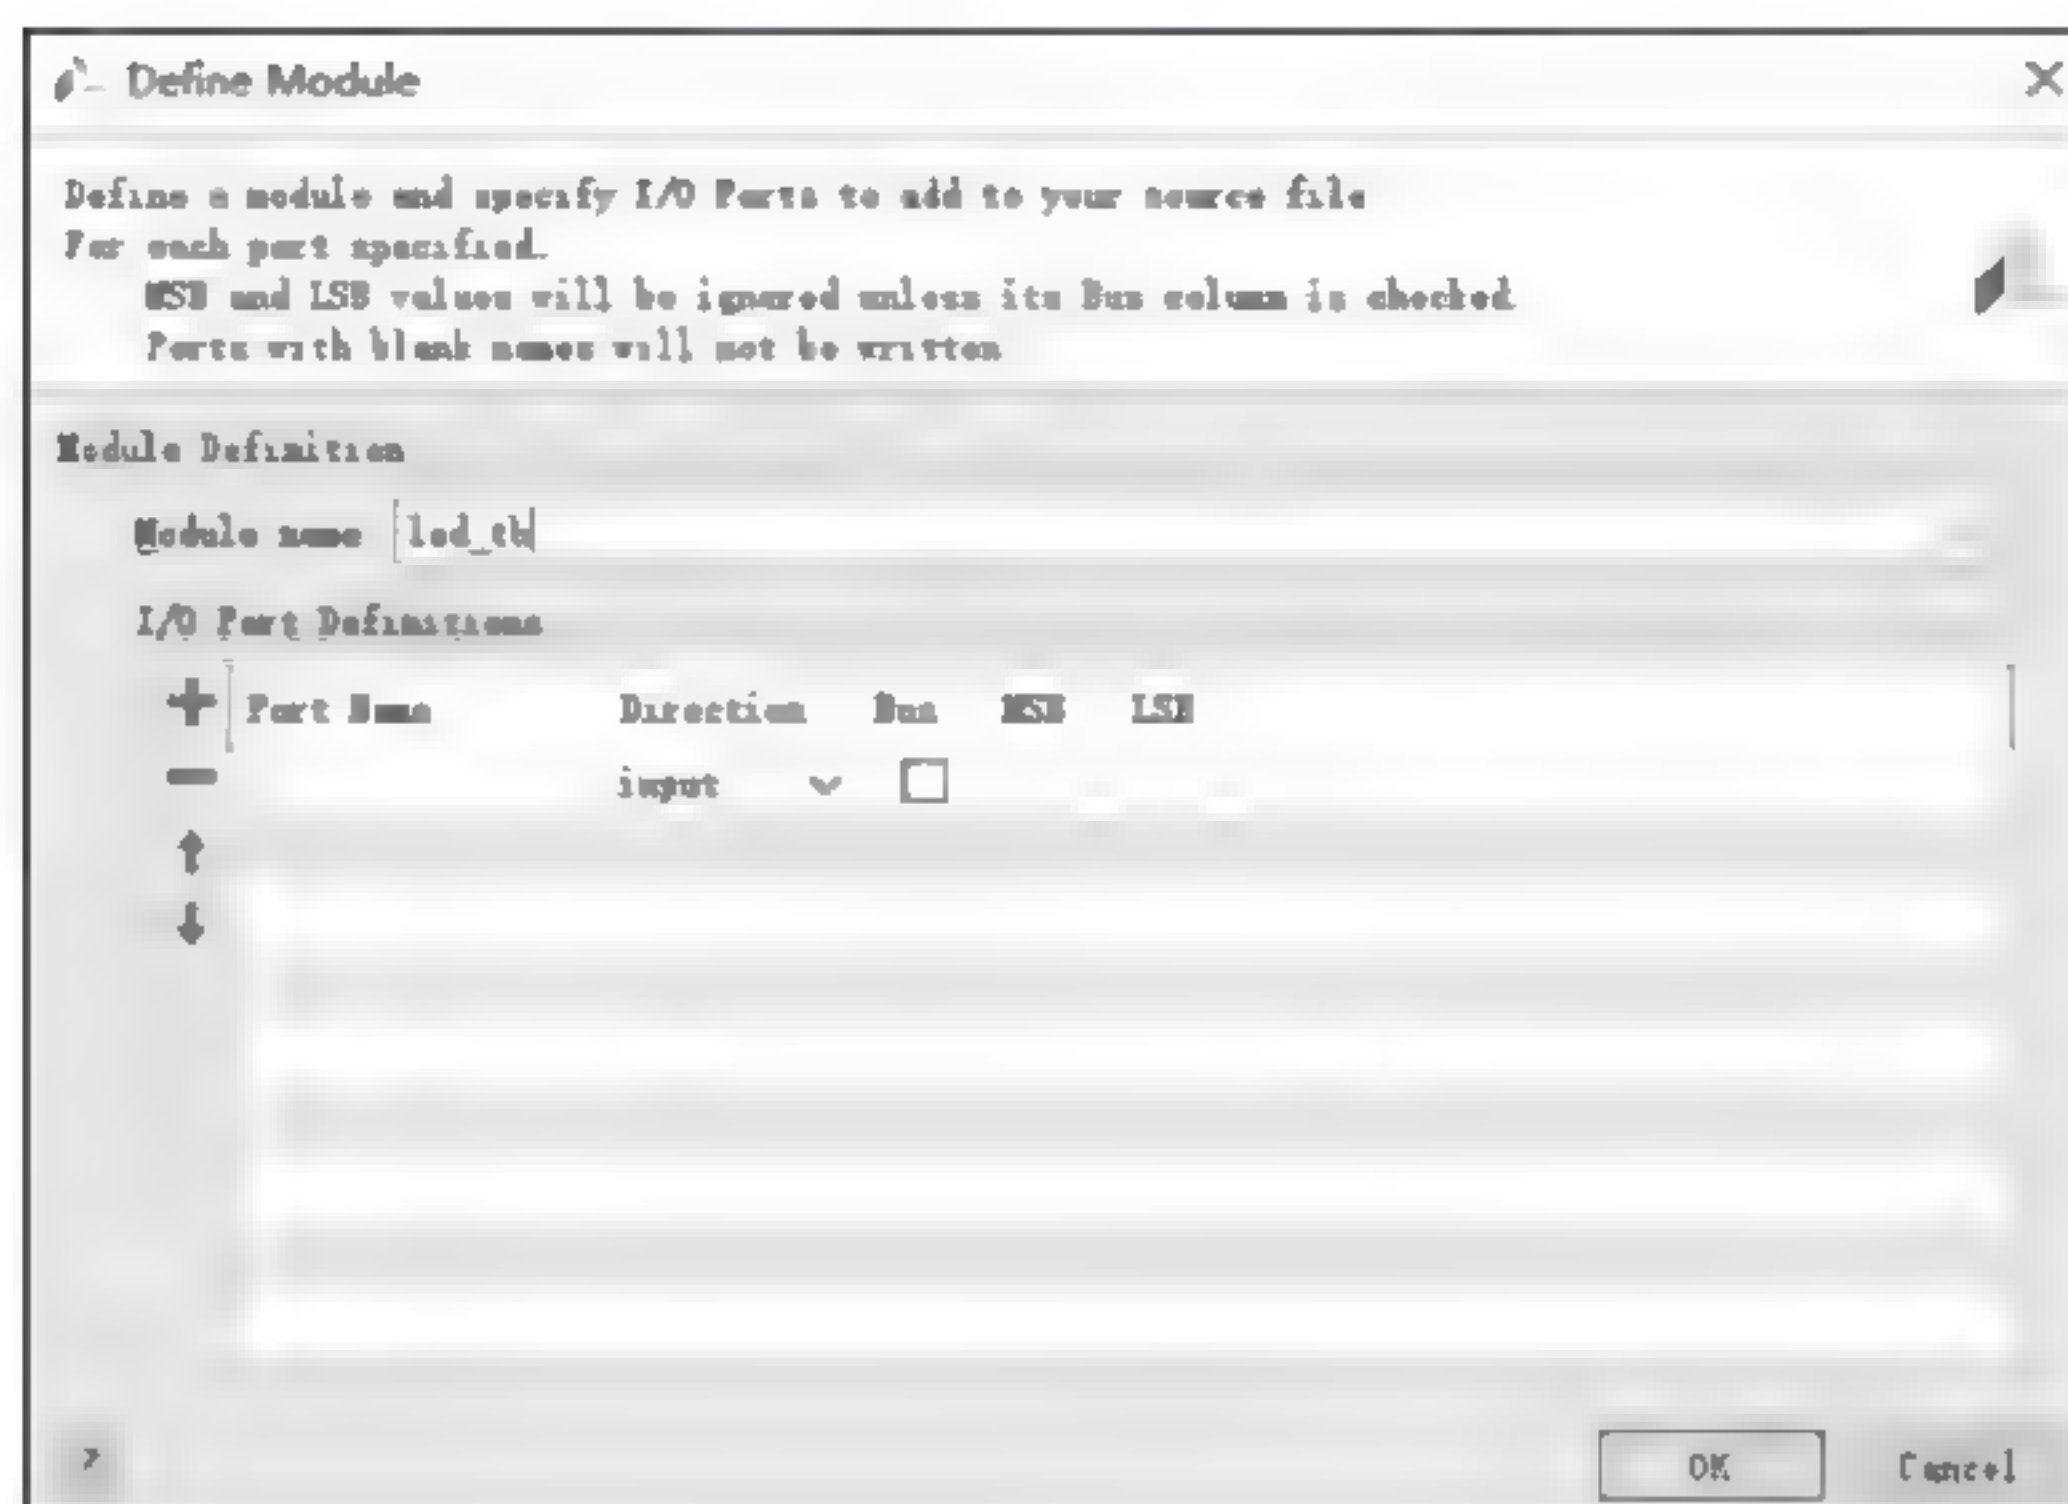 Define Module
Define a module and specify I/O Ports to add to your source file
For each port specified.
MSB and LSB values will be ignored unless its Bus column is checked
Ports with blank names will not be written
Module Definition
Module name led_tb
I/O Port Definitions
Port Name Direction Bus MSB LSB
input
?
OK Cancel